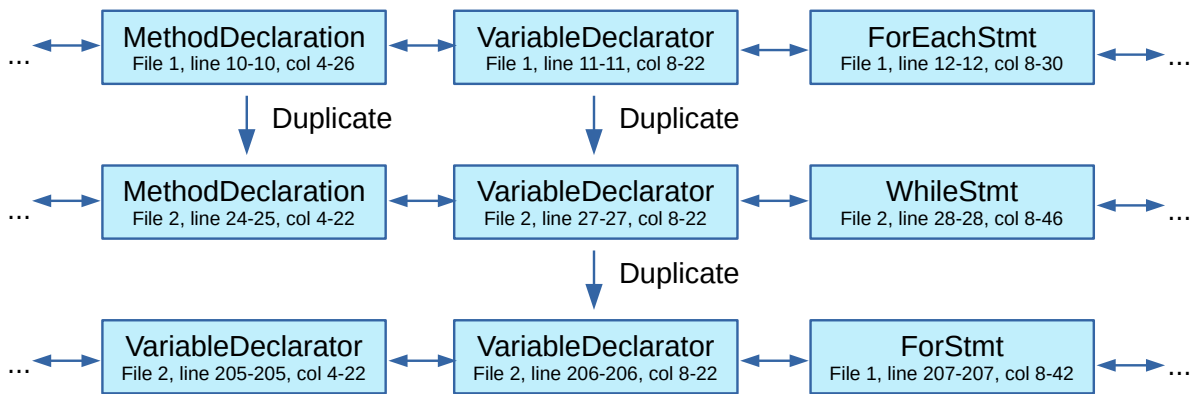 ... MethodDeclaration VariableDeclarator ForEachStmt ...
File 1, line 10-10, col 4-26 File 1, line 11-11, col 8-22 File 1, line 12-12, col 8-30
Duplicate Duplicate
... MethodDeclaration VariableDeclarator WhileStmt ...
File 2, line 24-25, col 4-22 File 2, line 27-27, col 8-22 File 2, line 28-28, col 8-46
Duplicate
... VariableDeclarator VariableDeclarator ForStmt ...
File 2, line 205-205, col 4-22 File 2, line 206-206, col 8-22 File 1, line 207-207, col 8-42